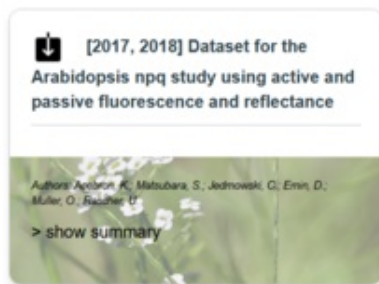 [2017, 2018] Dataset for the
Arabidopsis npq study using active and
passive fluorescence and reflectance
Authors: Acebron, K.; Matsubara, S.; Jedmowski, C.; Emin, D.;
Muller, O.; Rascher, U.
> show summary